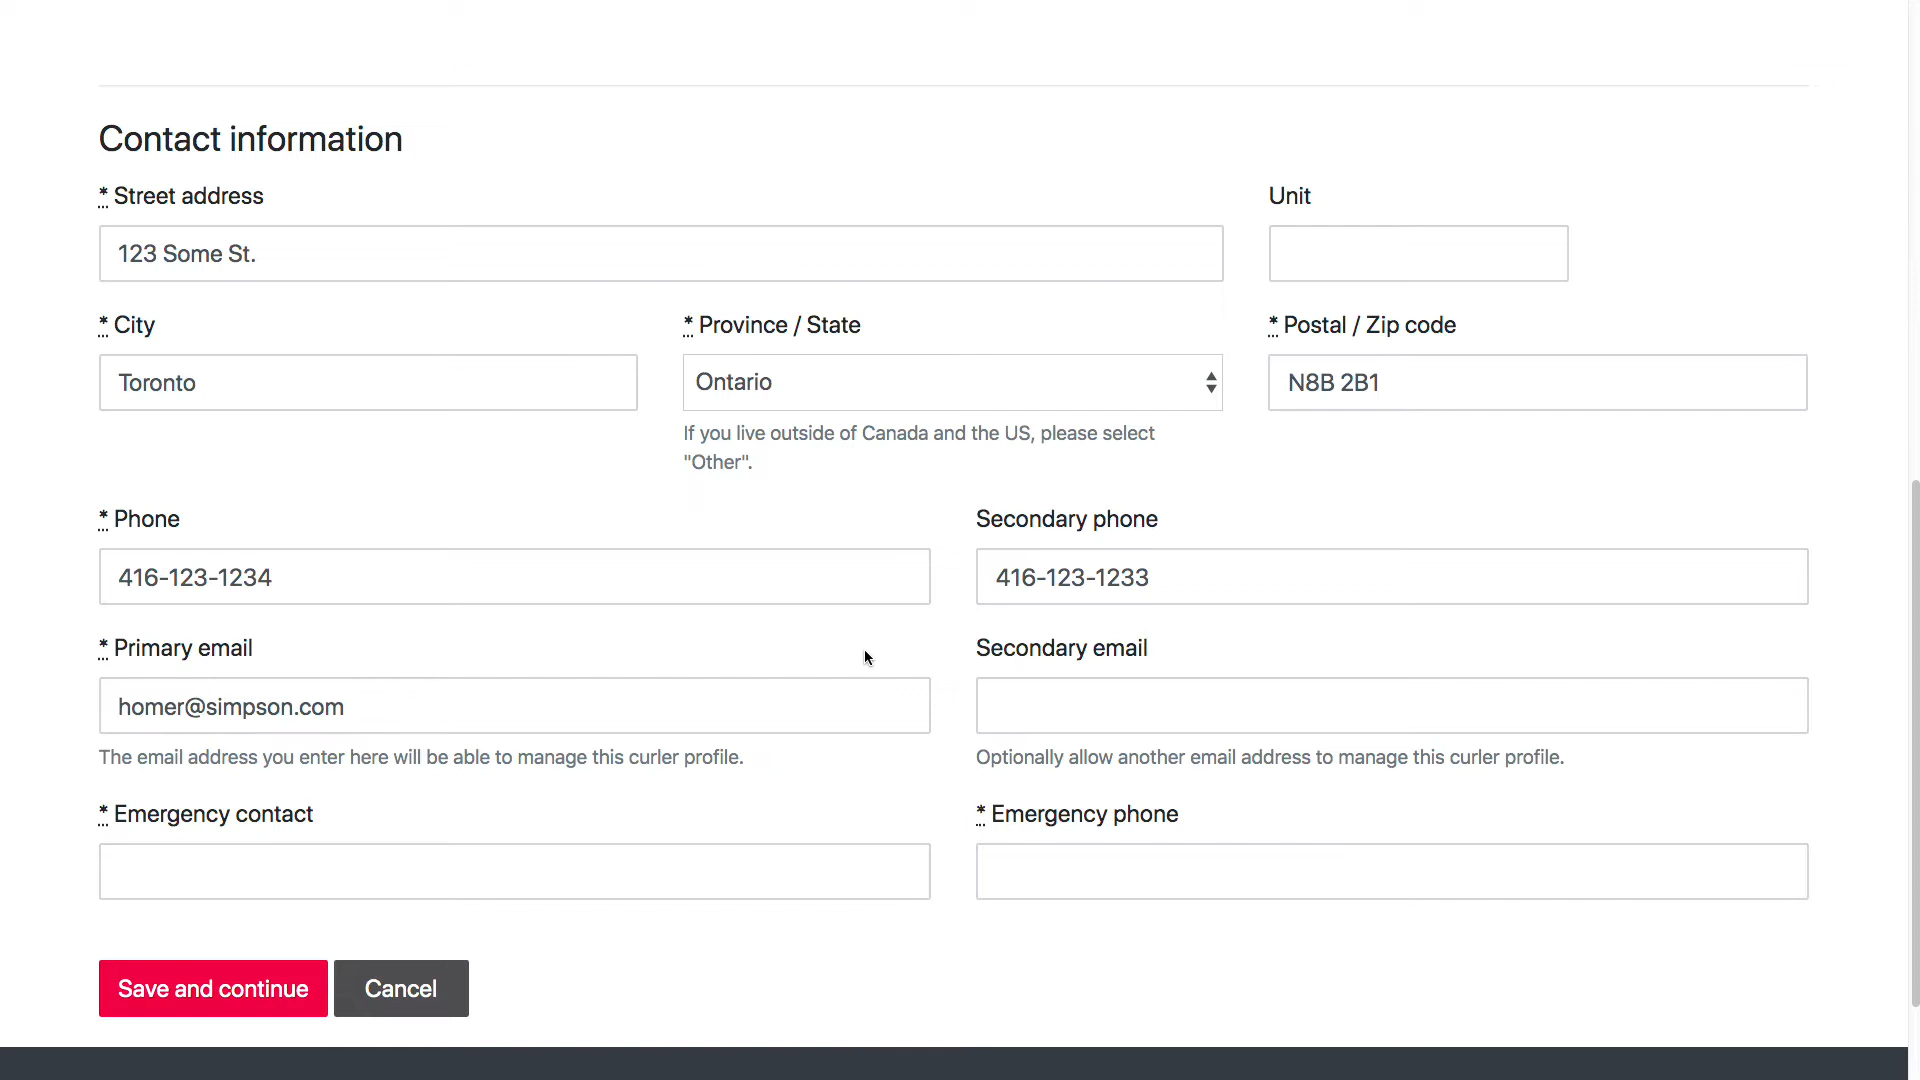 Contact information
* Street address
Unit
123 Some St.
* City
* Province / State
* Postal / Zip code
Toronto
Ontario
N8B 2B1
If you live outside of Canada and the US, please select
"Other".
* Phone
Secondary phone
416-123-1234
416-123-1233
* Primary email
Secondary email
homer@simpson.com
The email address you enter here will be able to manage this curler profile.
Optionally allow another email address to manage this curler profile.
* Emergency contact
* Emergency phone
Save and continue
Cancel